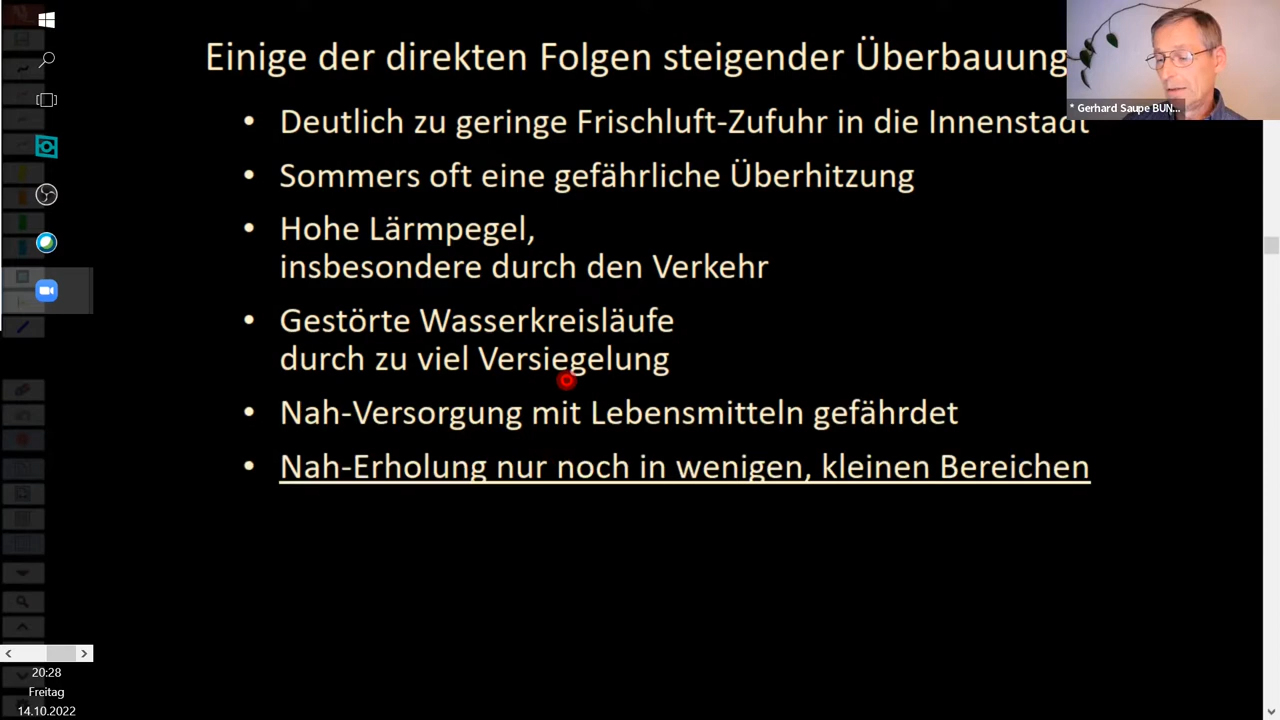 Einige der direkten Folgen steigender Überbauung
* Gerhard Saupe BUN...
• Deutlich zu geringe Frischluft-Zufuhr in die Innenstadt
• Sommers oft eine gefährliche Überhitzung
• Hohe Lärmpegel,
insbesondere durch den Verkehr
• Gestörte Wasserkreisläufe
durch zu viel Versiegelung
• Nah-Versorgung mit Lebensmitteln gefährdet
• Nah-Erholung nur noch in wenigen, kleinen Bereichen
20:28
Freitag
14.10.2022